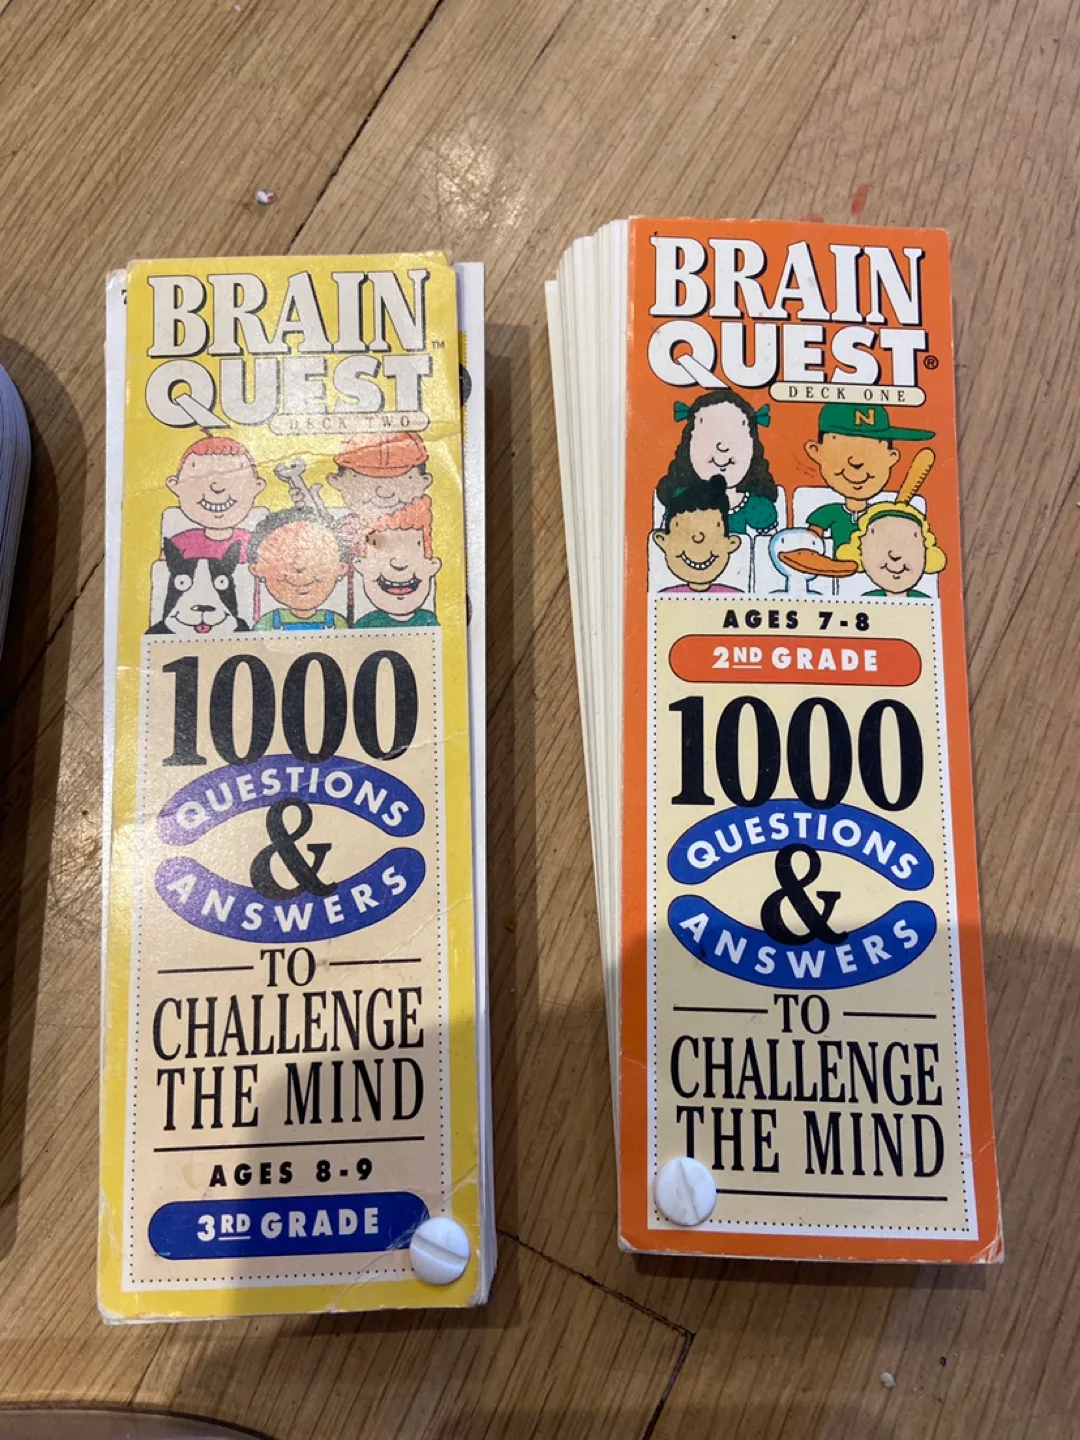 BRAIN
QUEST™
DECK TWO
1000
QUESTIONS
&
ANSWERS
TO
CHALLENGE
THE MIND
AGES 8-9
3RD GRADE
BRAIN
QUEST®
DECK ONE
N
AGES 7-8
2ND GRADE
1000
QUESTIONS
&
ANSWERS
TO
CHALLENGE
THE MIND